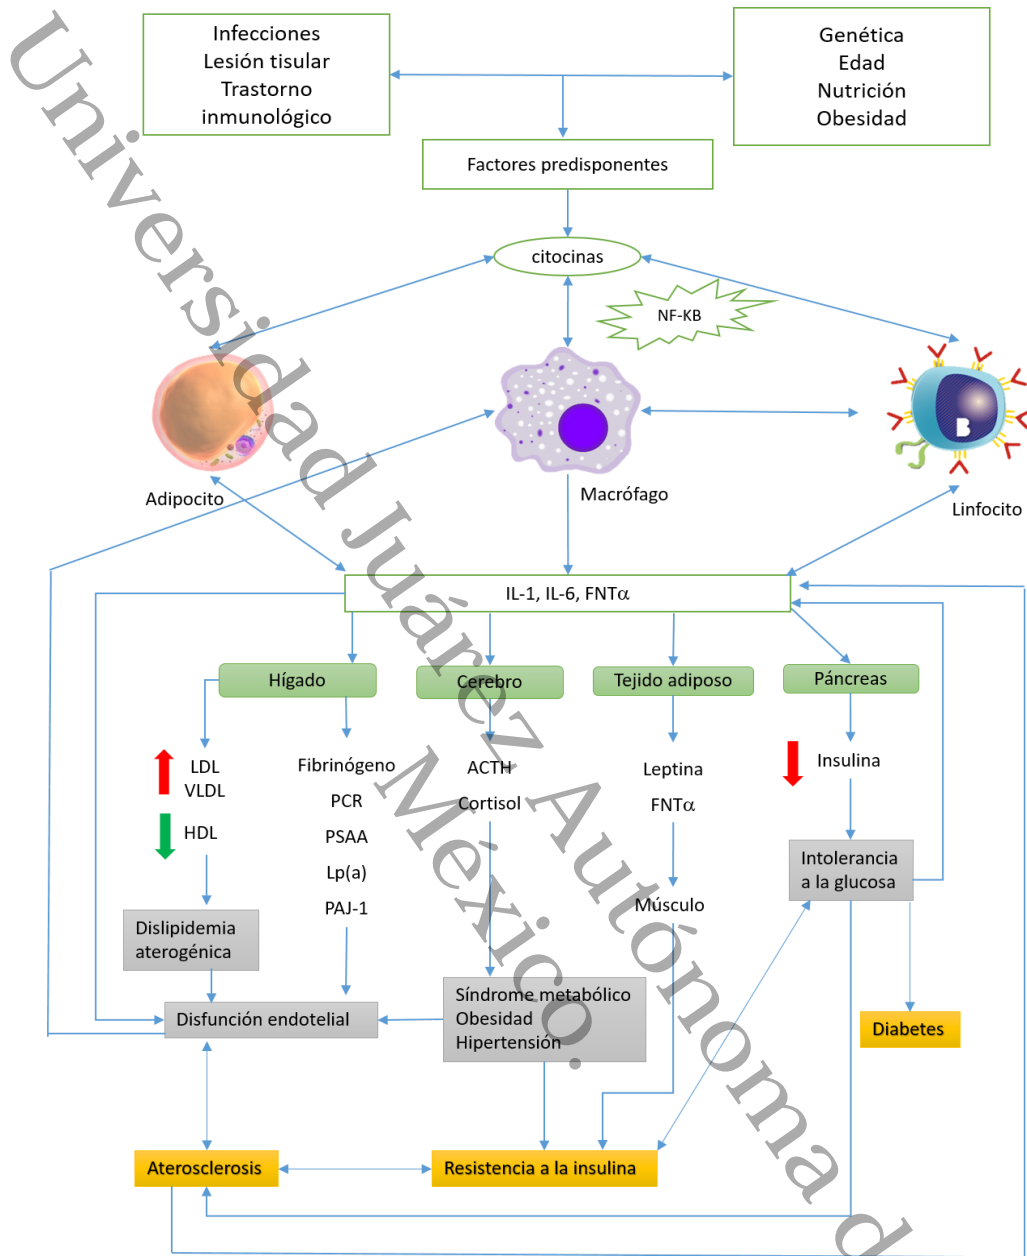 Infecciones
Lesión tisular
Trastorno
inmunológico
Genética
Edad
Nutrición
Obesidad
Factores predisponentes
citocinas
NF-KB
B
Adipocito
Macrófago
Linfocito
IL-1, IL-6, FNTα
Hígado
Cerebro
Tejido adiposo
Páncreas
LDL
VLDL
HDL
Fibrinógeno
PCR
PSAA
Lp(a)
PAJ-1
ACTH
Cortisol
Leptina
FNTα
Músculo
Insulina
Intolerancia
a la glucosa
Dislipidemia
aterogénica
Disfunción endotelial
Síndrome metabólico
Obesidad
Hipertensión
Diabetes
Aterosclerosis
Resistencia a la insulina
Universidad Juárez Autónoma d
México.